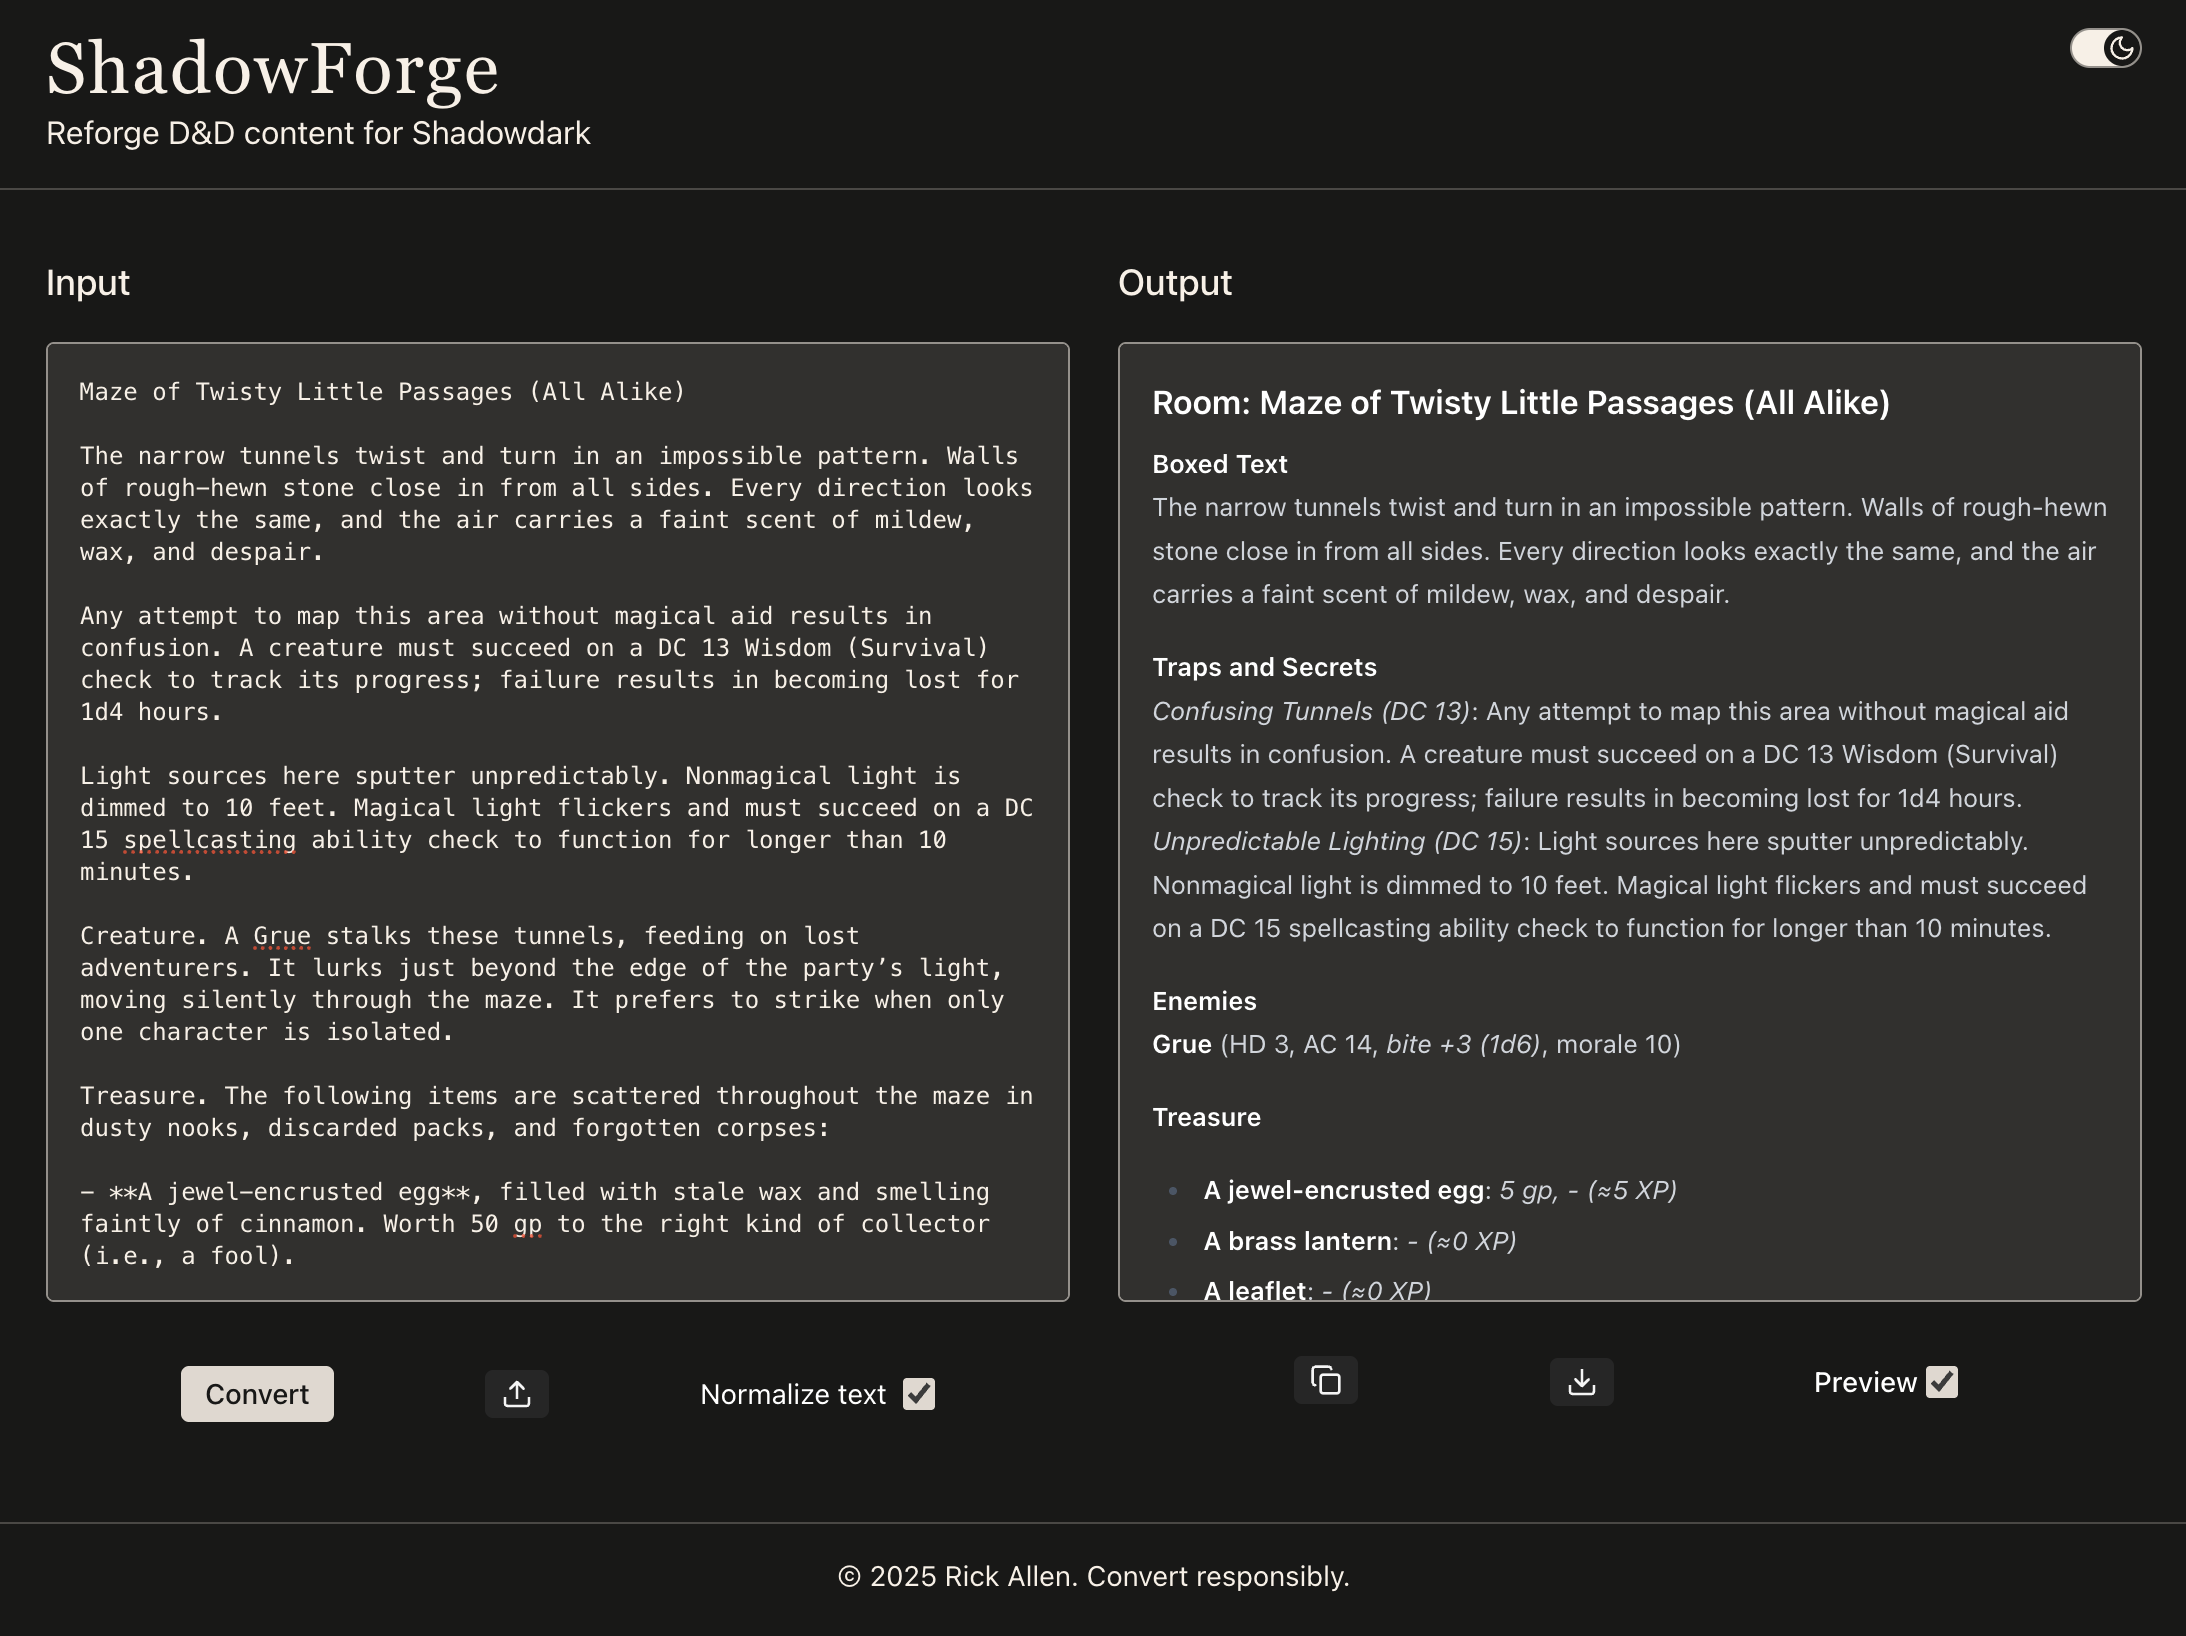 ShadowForge
Reforge D&D content for Shadowdark
Input
Maze of Twisty Little Passages (All Alike)
The narrow tunnels twist and turn in an impossible pattern. Walls
of rough-hewn stone close in from all sides. Every direction looks
exactly the same, and the air carries a faint scent of mildew,
wax, and despair.
Any attempt to map this area without magical aid results in
confusion. A creature must succeed on a DC 13 Wisdom (Survival)
check to track its progress; failure results in becoming lost for
1d4 hours.
Light sources here sputter unpredictably. Nonmagical light is
dimmed to 10 feet. Magical light flickers and must succeed on a DC
15 spellcasting ability check to function for longer than 10
minutes.
Creature. A Grue stalks these tunnels, feeding on lost
adventurers. It lurks just beyond the edge of the party’s light,
moving silently through the maze. It prefers to strike when only
one character is isolated.
Treasure. The following items are scattered throughout the maze in
dusty nooks, discarded packs, and forgotten corpses:
- **A jewel-encrusted egg**, filled with stale wax and smelling
faintly of cinnamon. Worth 50 gp to the right kind of collector
(i.e., a fool).
Convert
Normalize text
Output
Room: Maze of Twisty Little Passages (All Alike)
Boxed Text
The narrow tunnels twist and turn in an impossible pattern. Walls of rough-hewn
stone close in from all sides. Every direction looks exactly the same, and the air
carries a faint scent of mildew, wax, and despair.
Traps and Secrets
Confusing Tunnels (DC 13): Any attempt to map this area without magical aid
results in confusion. A creature must succeed on a DC 13 Wisdom (Survival)
check to track its progress; failure results in becoming lost for 1d4 hours.
Unpredictable Lighting (DC 15): Light sources here sputter unpredictably.
Nonmagical light is dimmed to 10 feet. Magical light flickers and must succeed
on a DC 15 spellcasting ability check to function for longer than 10 minutes.
Enemies
Grue (HD 3, AC 14, bite +3 (1d6), morale 10)
Treasure
• A jewel-encrusted egg: 5 gp, - (≈5 XP)
• A brass lantern: - (≈0 XP)
• A leaflet: - (≈0 XP)
Preview
© 2025 Rick Allen. Convert responsibly.